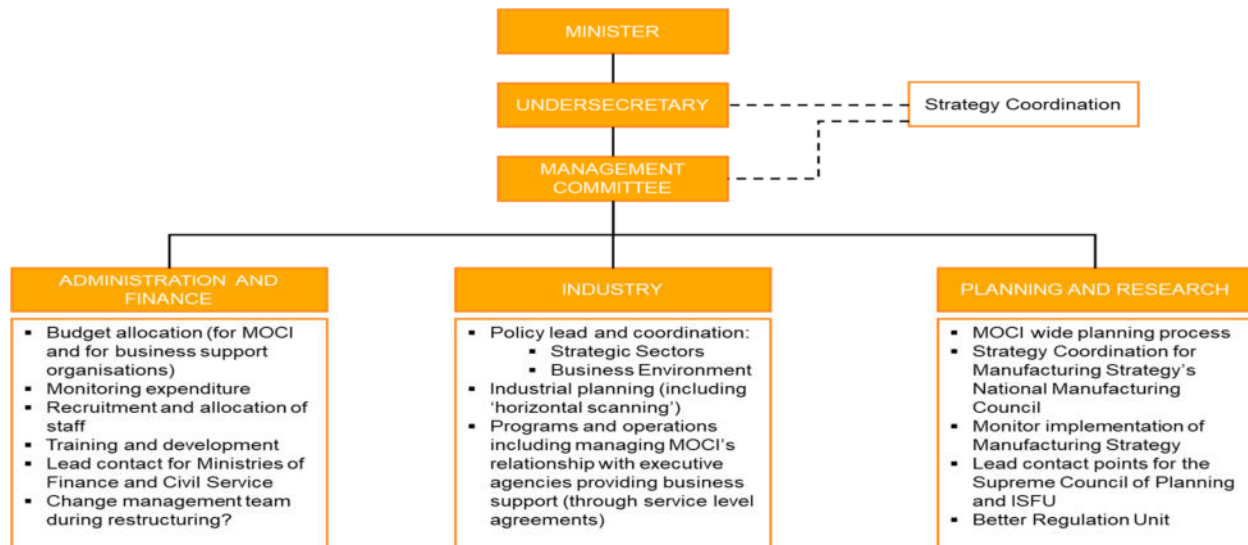 MINISTER
UNDERSECRETARY
Strategy Coordination
MANAGEMENT
COMMITTEE
ADMINISTRATION AND
FINANCE
▪ Budget allocation (for MOCI
and for business support
organisations)
▪ Monitoring expenditure
▪ Recruitment and allocation of
staff
▪ Training and development
▪ Lead contact for Ministries of
Finance and Civil Service
▪ Change management team
during restructuring?
INDUSTRY
▪ Policy lead and coordination:
▪ Strategic Sectors
▪ Business Environment
▪ Industrial planning (including
‘horizontal scanning’)
▪ Programs and operations
including managing MOCI’s
relationship with executive
agencies providing business
support (through service level
agreements)
PLANNING AND RESEARCH
▪ MOCI wide planning process
▪ Strategy Coordination for
Manufacturing Strategy’s
National Manufacturing
Council
▪ Monitor implementation of
Manufacturing Strategy
▪ Lead contact points for the
Supreme Council of Planning
and ISFU
▪ Better Regulation Unit